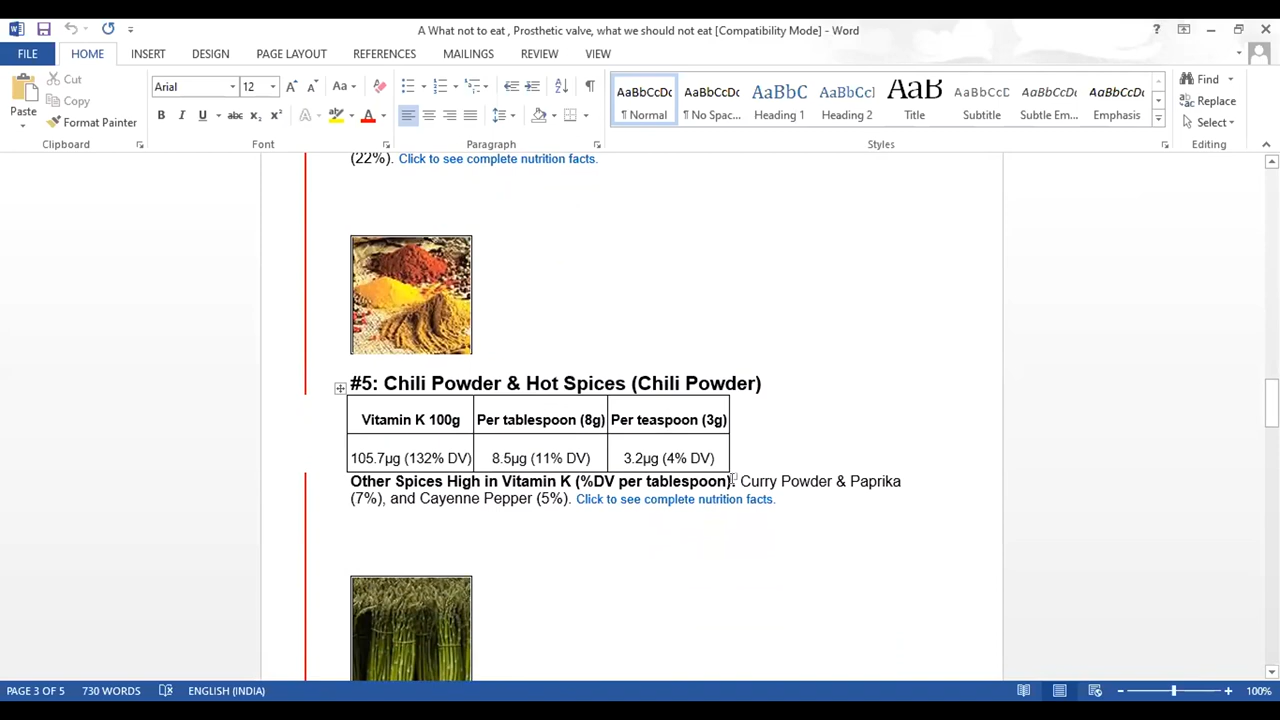 A What not to eat , Prosthetic valve, what we should not eat [Compatibility Mode] - Word
FILE HOME INSERT DESIGN PAGE LAYOUT REFERENCES MAILINGS REVIEW VIEW
Paste
Cut
Copy
Format Painter
Clipboard
Arial 12
Font
Paragraph
AaBbCcDc AaBbCcDc AaBbC AaBbCcI AaB AaBbCcD AaBbCcDt AaBbCcDt
¶ Normal ¶ No Spac... Heading 1 Heading 2 Title Subtitle Subtle Em... Emphasis
Styles
Find
Replace
Select
Editing
(22%). Click to see complete nutrition facts.
#5: Chili Powder & Hot Spices (Chili Powder)
Vitamin K 100g Per tablespoon (8g) Per teaspoon (3g)
105.7μg (132% DV) 8.5μg (11% DV) 3.2μg (4% DV)
Other Spices High in Vitamin K (%DV per tablespoon): Curry Powder & Paprika
(7%), and Cayenne Pepper (5%). Click to see complete nutrition facts.
PAGE 3 OF 5 730 WORDS ENGLISH (INDIA) 100%